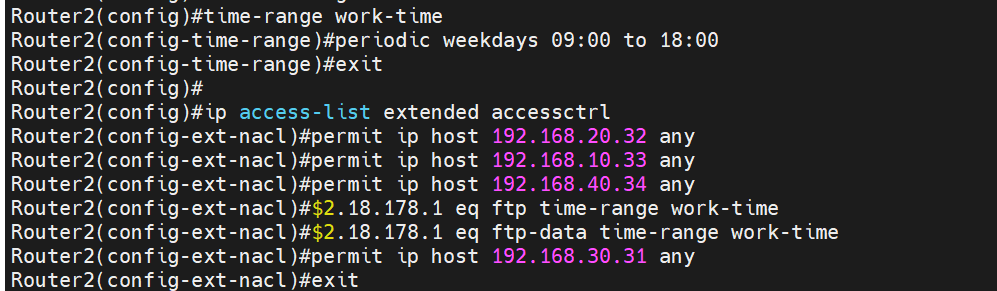 Router2(config)#time-range work-time
Router2(config-time-range)#periodic weekdays 09:00 to 18:00
Router2(config-time-range)#exit
Router2(config)#
Router2(config)#ip access-list extended accessctrl
Router2(config-ext-nacl)#permit ip host 192.168.20.32 any
Router2(config-ext-nacl)#permit ip host 192.168.10.33 any
Router2(config-ext-nacl)#permit ip host 192.168.40.34 any
Router2(config-ext-nacl)#$2.18.178.1 eq ftp time-range work-time
Router2(config-ext-nacl)#$2.18.178.1 eq ftp-data time-range work-time
Router2(config-ext-nacl)#permit ip host 192.168.30.31 any
Router2(config-ext-nacl)#exit